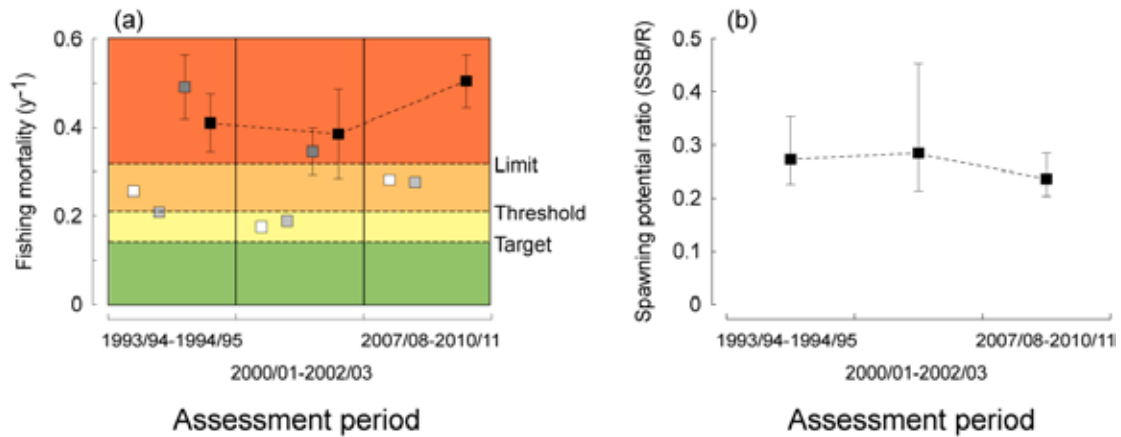 (a)
0.6
0.4
0.2
0
Fishing mortality (y⁻¹)
Limit
Threshold
Target
1993/94-1994/95
2007/08-2010/11
2000/01-2002/03
Assessment period
(b)
0.5
0.4
0.3
0.2
0.1
0
Spawning potential ratio (SSB/R)
1993/94-1994/95
2007/08-2010/11
2000/01-2002/03
Assessment period